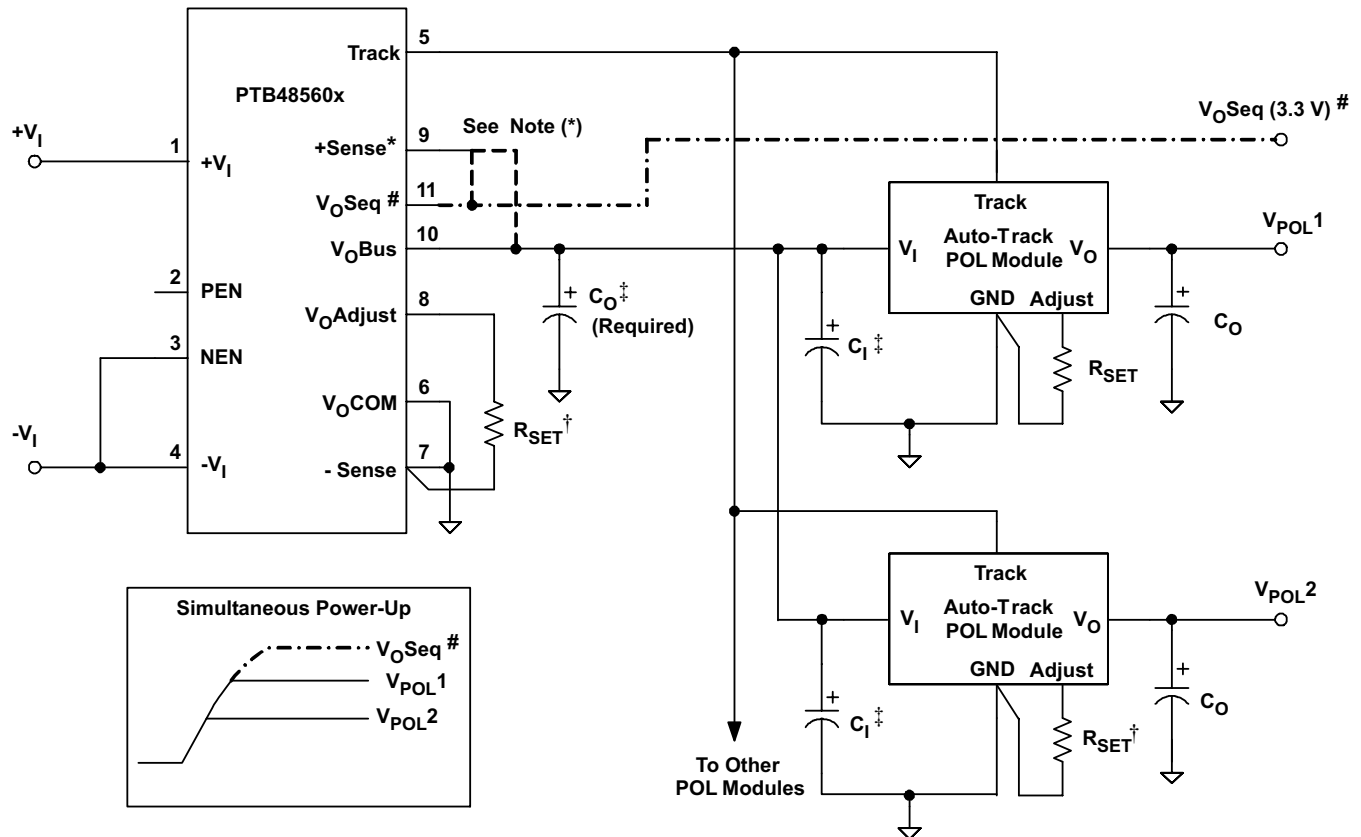 5
Track
PTB48560x
VOSeq (3.3 V) #
+VI
1
+VI
See Note (*)
9
+Sense*
11
VOSeq #
10
VOBus
Track
Auto-Track
POL Module
VI
VO
GND
Adjust
VPOL1
2
PEN
8
VOAdjust
+
CO‡
(Required)
+
CI‡
RSET
+
CO
3
NEN
6
VOCOM
RSET†
-VI
4
-VI
7
- Sense
Track
Auto-Track
POL Module
VI
VO
GND
Adjust
VPOL2
+
CI‡
RSET†
+
CO
To Other
POL Modules
Simultaneous Power-Up
VOSeq #
VPOL1
VPOL2